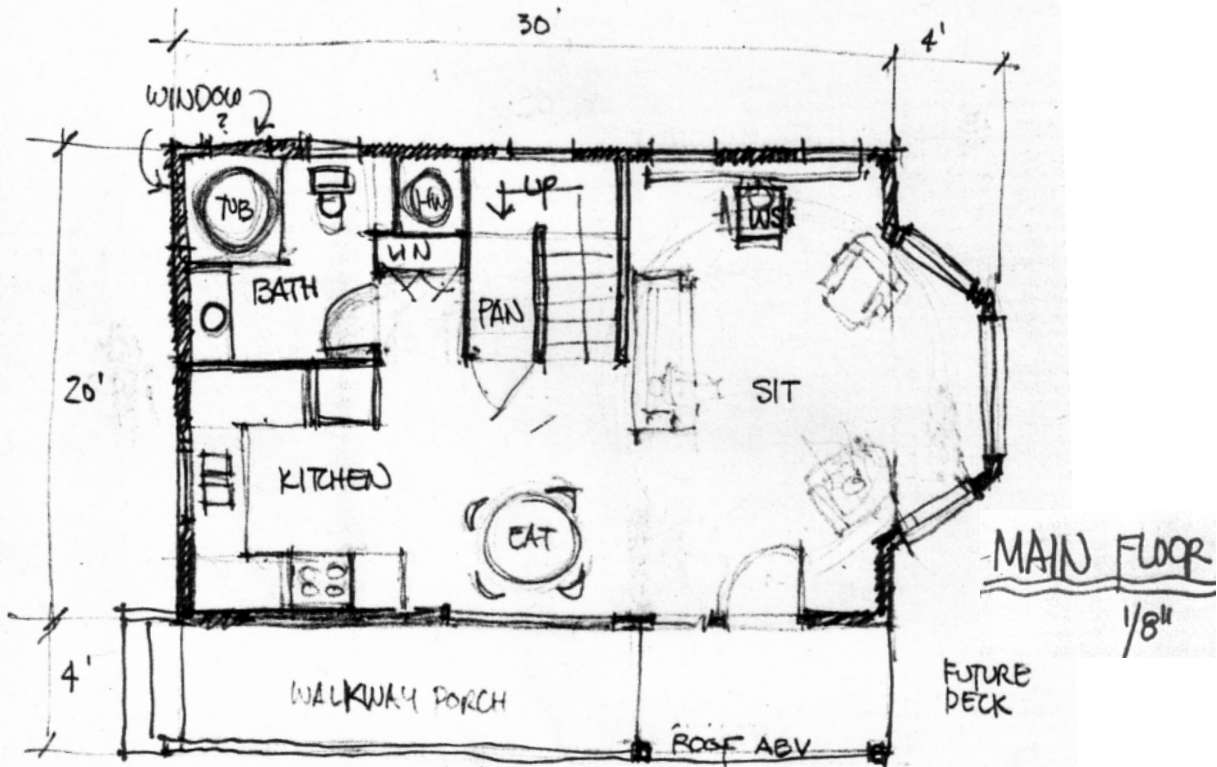 30'
4'
WINDOW
?
TUB
HW
UP
WS
LIN
BATH
PAN
20'
SIT
KITCHEN
EAT
MAIN FLOOR
1/8"
4'
WALKWAY PORCH
FUTURE
DECK
ROOF ABV